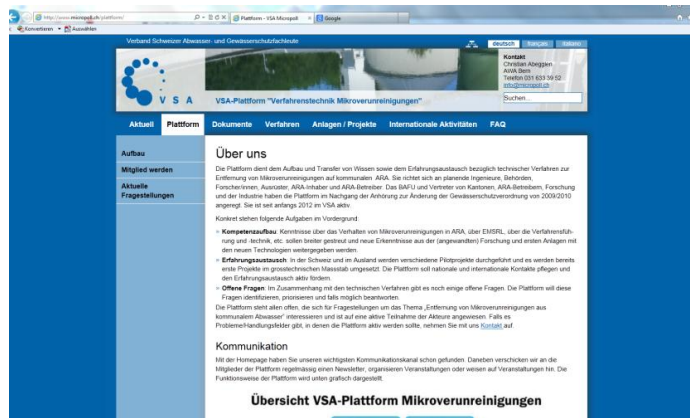 http://www.micropoll.ch/plattform/
Plattform - VSA Micropoll
Google
Konvertieren
Auswählen
Verband Schweizer Abwasser- und Gewässerschutzfachleute
deutsch
français
italiano
Kontakt
Christian Abegglen
AWA Bern
Telefon 031 633 39 52
info@micropoll.ch
Suchen...
VSA
VSA-Plattform "Verfahrenstechnik Mikroverunreinigungen"
Aktuell
Plattform
Dokumente
Verfahren
Anlagen / Projekte
Internationale Aktivitäten
FAQ
Aufbau
Mitglied werden
Aktuelle
Fragestellungen
Über uns
Die Plattform dient dem Aufbau und Transfer von Wissen sowie dem Erfahrungsaustausch bezüglich technischer Verfahren zur
Entfernung von Mikroverunreinigungen auf kommunalen ARA. Sie richtet sich an planende Ingenieure, Behörden,
Forscher/innen, Ausrüster, ARA-Inhaber und ARA-Betreiber. Das BAFU und Vertreter von Kantonen, ARA-Betreibern, Forschung
und der Industrie haben die Plattform im Nachgang der Anhörung zur Änderung der Gewässerschutzverordnung von 2009/2010
angeregt. Sie ist seit anfangs 2012 im VSA aktiv.
Konkret stehen folgende Aufgaben im Vordergrund:
» Kompetenzaufbau: Kenntnisse über das Verhalten von Mikroverunreinigungen in ARA, über EMSRL, über die Verfahrensfüh-
rung und -technik, etc. sollen breiter gestreut und neue Erkenntnisse aus der (angewandten) Forschung und ersten Anlagen mit
den neuen Technologien weitergegeben werden.
» Erfahrungsaustausch: In der Schweiz und im Ausland werden verschiedene Pilotprojekte durchgeführt und es werden bereits
erste Projekte im grosstechnischen Massstab umgesetzt. Die Plattform soll nationale und internationale Kontakte pflegen und
den Erfahrungsaustausch aktiv fördern.
» Offene Fragen: Im Zusammenhang mit den technischen Verfahren gibt es noch einige offene Fragen. Die Plattform will diese
Fragen identifizieren, priorisieren und falls möglich beantworten.
Die Plattform steht allen offen, die sich für Fragestellungen um das Thema „Entfernung von Mikroverunreinigungen aus
kommunalem Abwasser" interessieren und ist auf eine aktive Teilnahme der Akteure angewiesen. Falls es
Probleme/Handlungsfelder gibt, in denen die Plattform aktiv werden sollte, nehmen Sie mit uns Kontakt auf.
Kommunikation
Mit der Homepage haben Sie unseren wichtigsten Kommunikationskanal schon gefunden. Daneben verschicken wir an die
Mitglieder der Plattform regelmässig einen Newsletter, organisieren Veranstaltungen oder weisen auf Veranstaltungen hin. Die
Funktionsweise der Plattform wird unten grafisch dargestellt.
Übersicht VSA-Plattform Mikroverunreinigungen